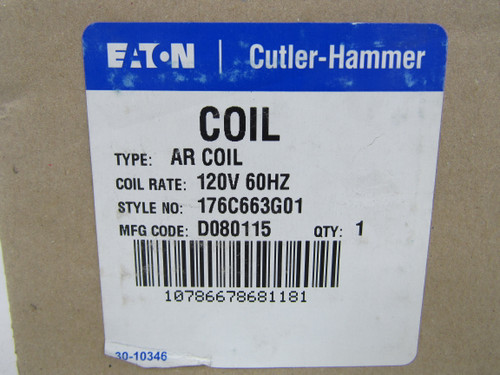 EATON | Cutler-Hammer
COIL
TYPE: AR COIL
COIL RATE: 120V 60HZ
STYLE NO: 176C663G01
MFG CODE: D080115 QTY: 1
10786678681181
30-10346